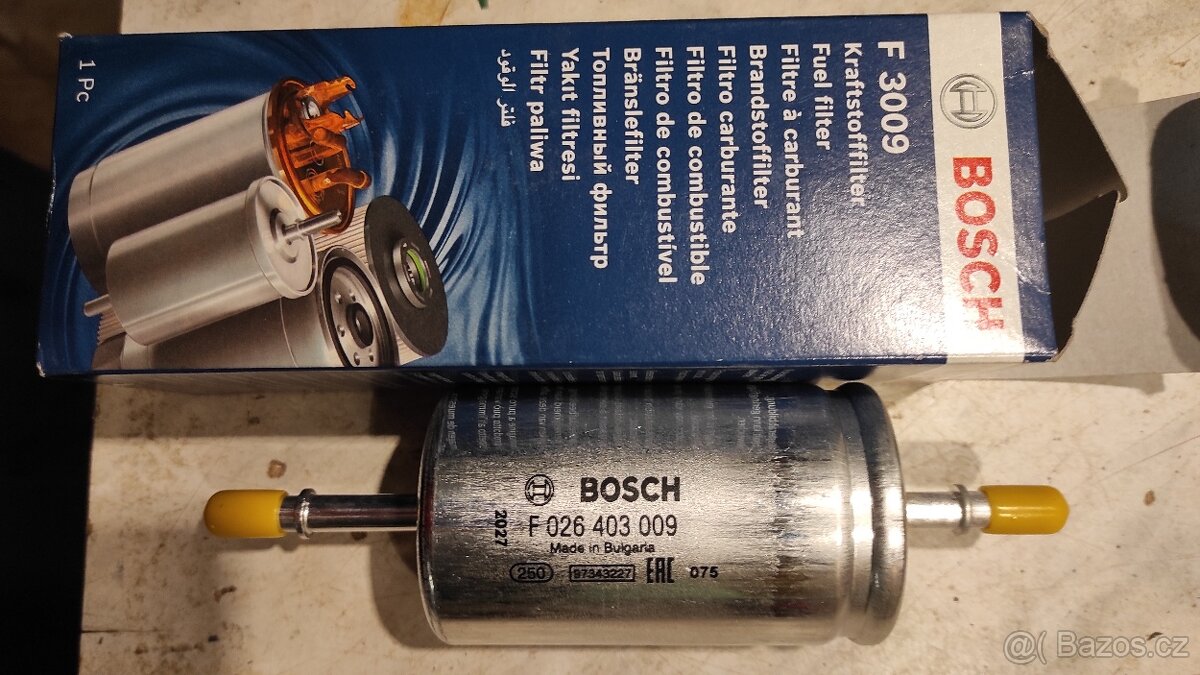 BOSCH
F 3009
Kraftstofffilter
Fuel filter
Filtre à carburant
Brandstoffilter
Filtro carburante
Filtro de combustible
Filtro de combustível
Bränslefilter
Топливный фильтр
Yakıt filtresi
Filtr paliwa
فلتر الوقود
1 Pc
BOSCH
F 026 403 009
Made in Bulgaria
2027
250 97343227 EAC 075
@( Bazos.cz